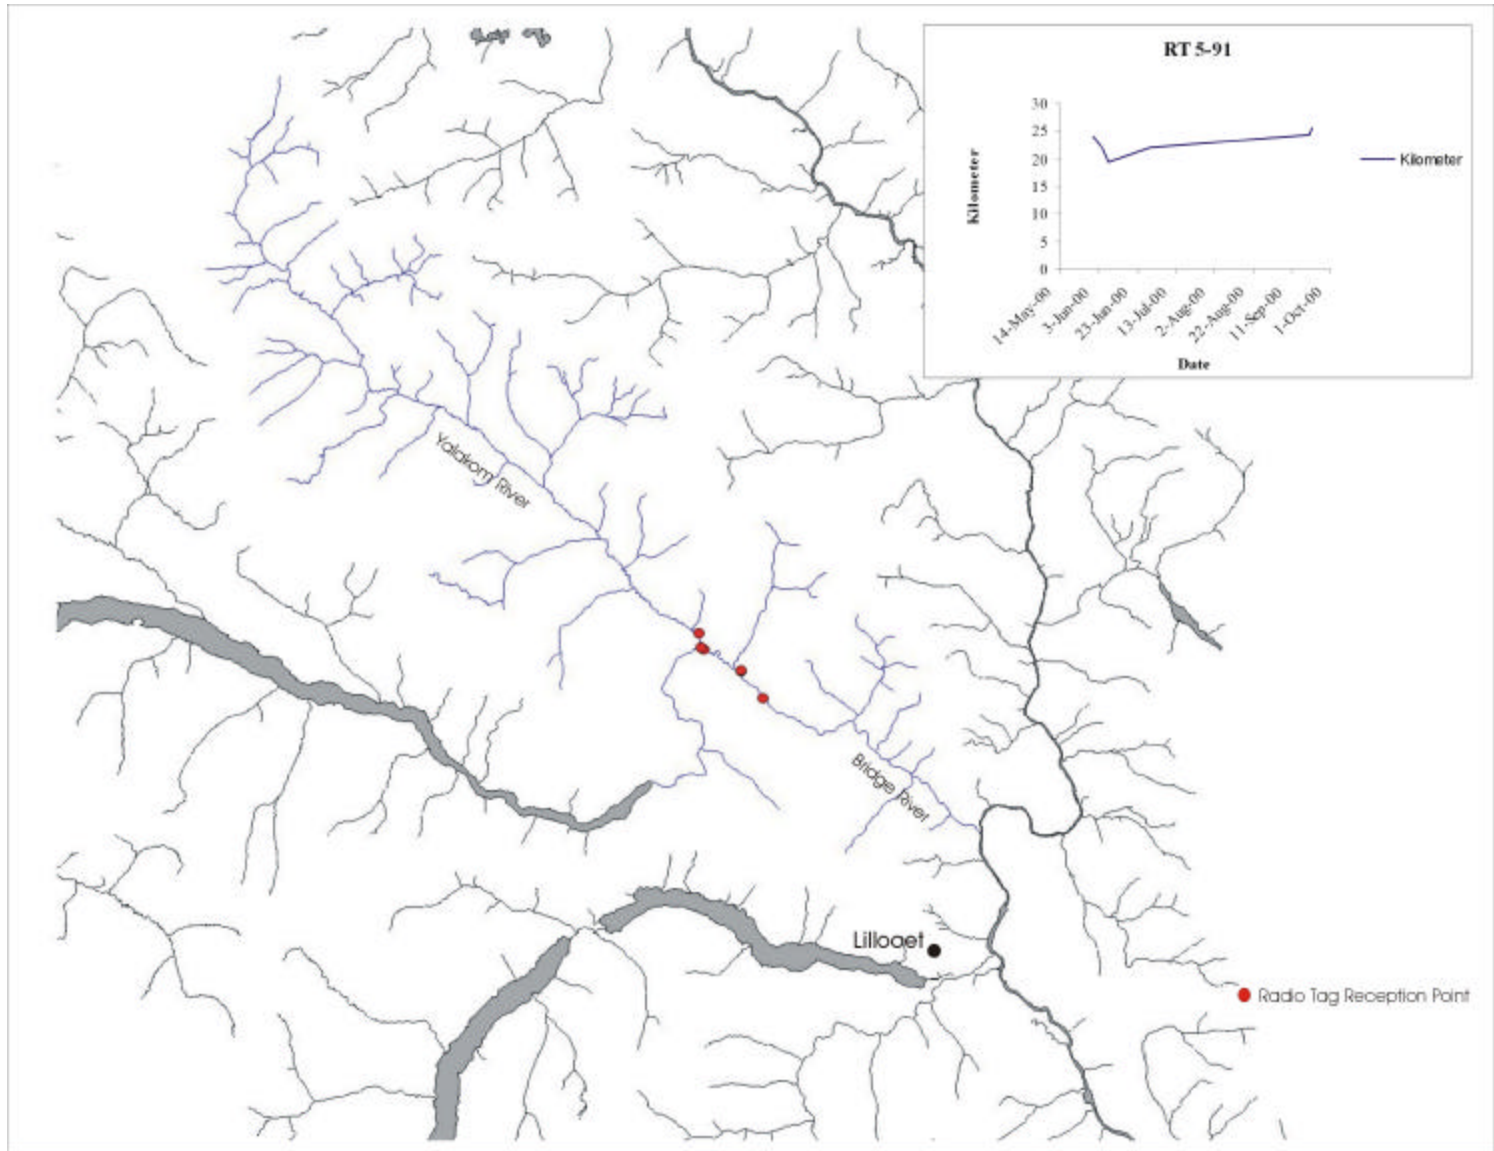 RT 5-91
30
25
20
15
10
5
0
Kilometer
Kilometer
14-May-00
3-Jun-00
23-Jun-00
13-Jul-00
2-Aug-00
22-Aug-00
11-Sep-00
1-Oct-00
Date
Yalakom River
Bridge River
Lillooet
Radio Tag Reception Point